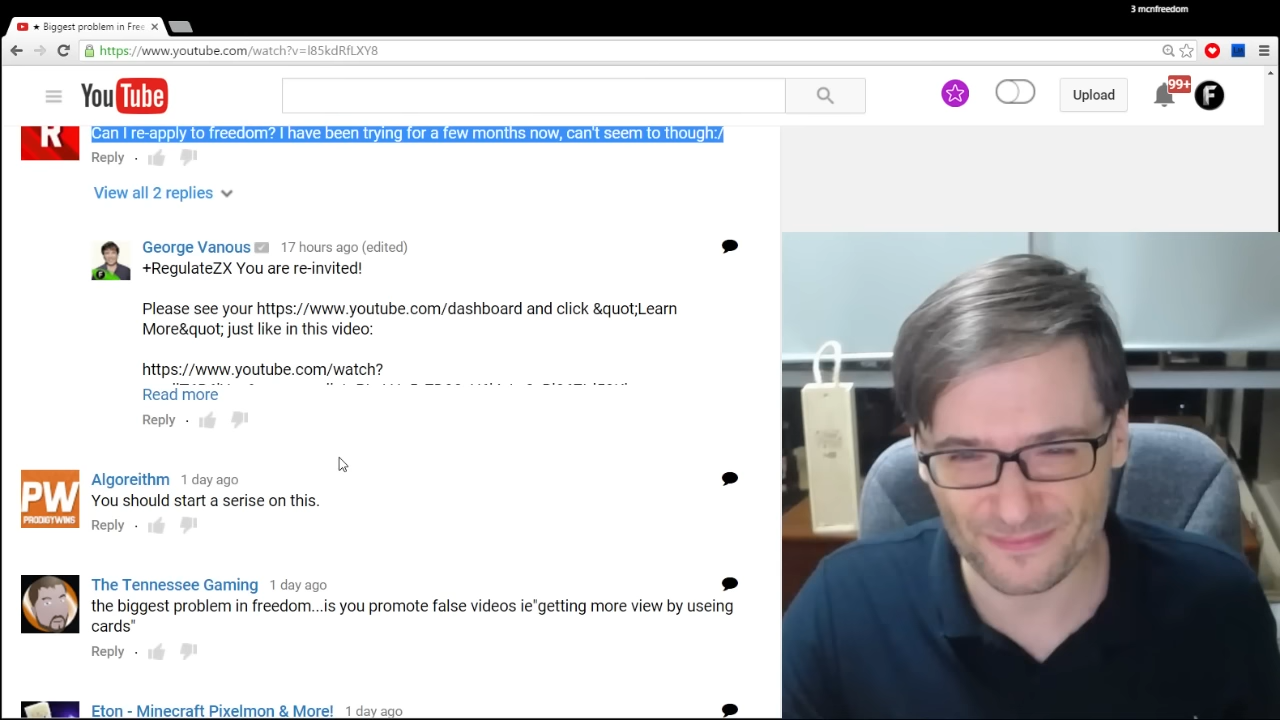 3 mcnfreedom
★ Biggest problem in Free
https://www.youtube.com/watch?v=l85kdRfLXY8
YouTube
Upload
99+
F
R
Can I re-apply to freedom? I have been trying for a few months now, can't seem to though:/
Reply
View all 2 replies
George Vanous 17 hours ago (edited)
+RegulateZX You are re-invited!
Please see your https://www.youtube.com/dashboard and click &quot;Learn
More&quot; just like in this video:
https://www.youtube.com/watch?
Read more
Reply
PW
PRODIGYWINS
Algoreithm 1 day ago
You should start a serise on this.
Reply
The Tennessee Gaming 1 day ago
the biggest problem in freedom...is you promote false videos ie"getting more view by useing
cards"
Reply
Eton - Minecraft Pixelmon & More! 1 day ago